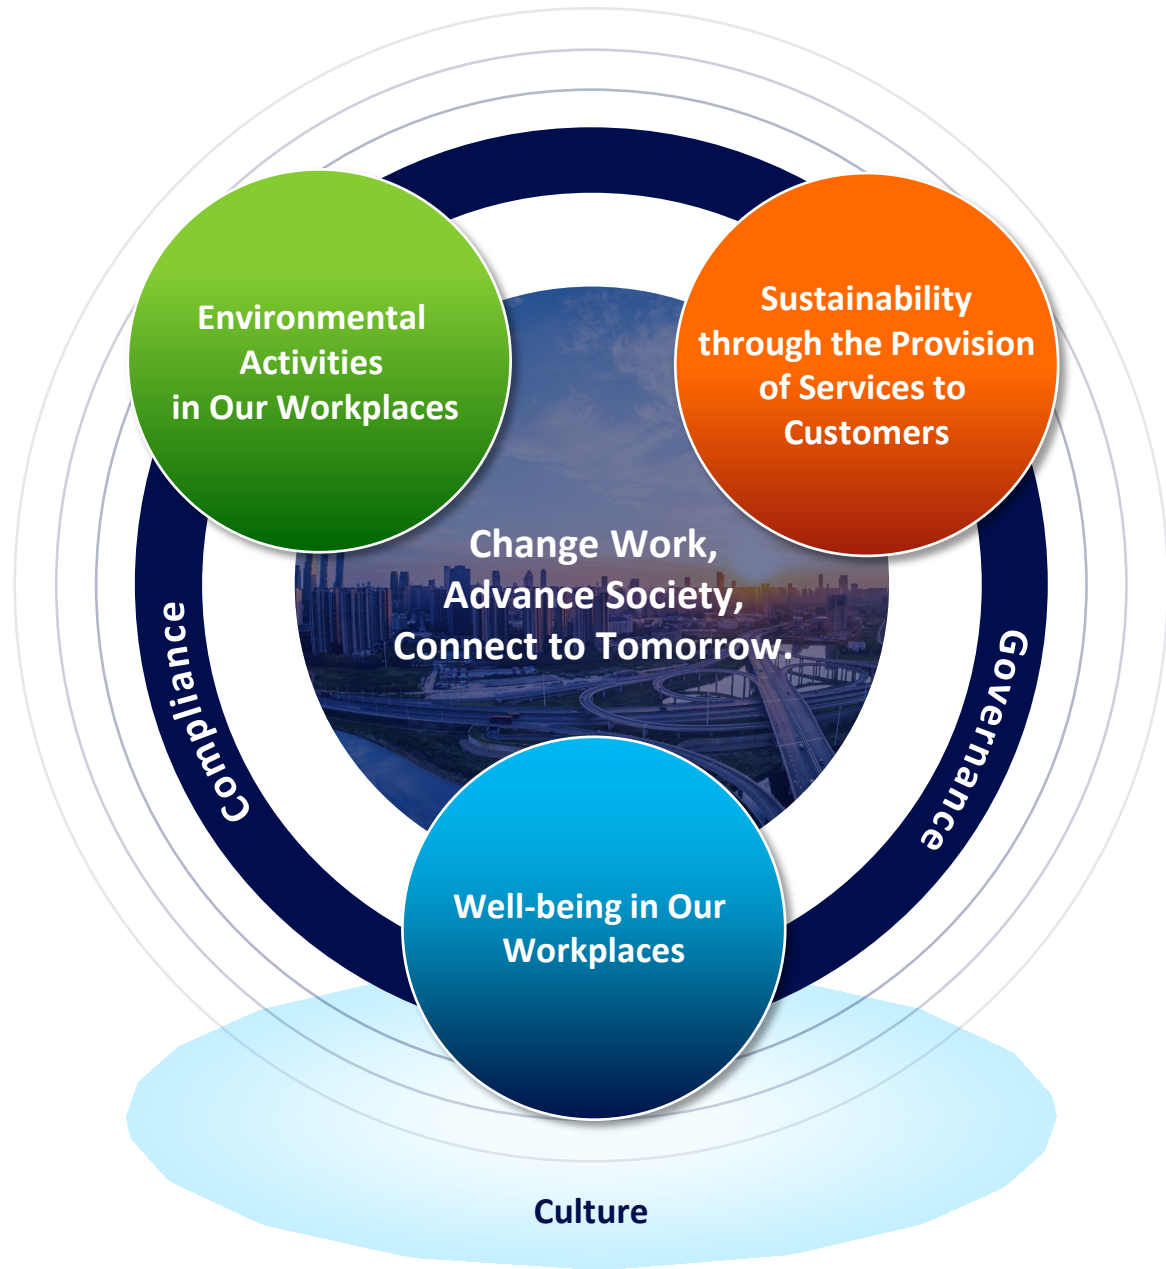 Environmental
Activities
in Our Workplaces
Sustainability
through the Provision
of Services to
Customers
Change Work,
Advance Society,
Connect to Tomorrow.
Compliance
Governance
Well-being in Our
Workplaces
Culture